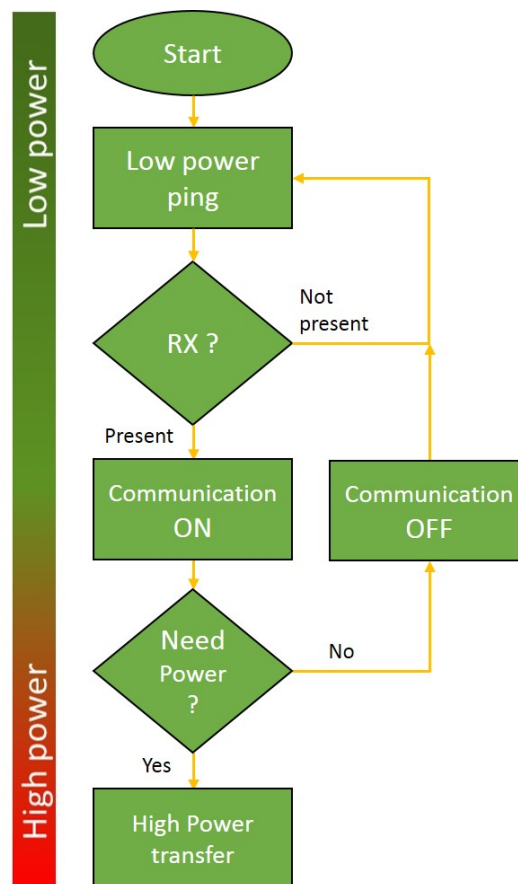 Low power
High power
Start
Low power
ping
RX ?
Not
present
Present
Communication
ON
Communication
OFF
Need
Power
?
No
Yes
High Power
transfer